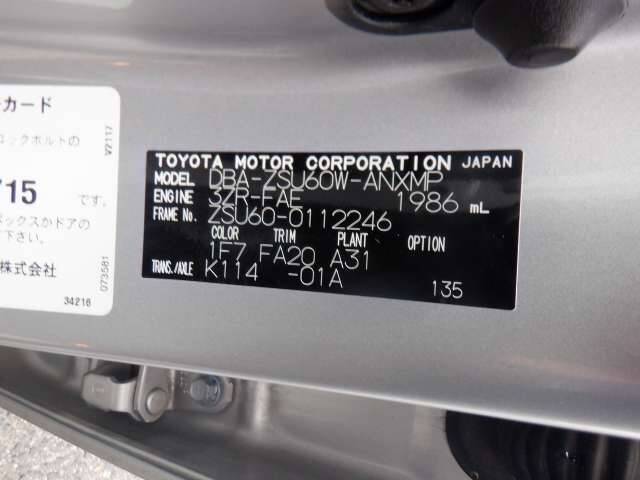 カード
ロックボルトの
715
です。
ボックスかドアの
下さい。
株式会社
34216
V2117
073581
TOYOTA MOTOR CORPORATION JAPAN
MODEL DBA-ZSU60W-ANXMP
ENGINE 3ZR-FAE 1986 mL
FRAME No. ZSU60-0112246
COLOR TRIM PLANT OPTION
1F7 FA20 A31
TRANS./AXLE K114 -01A
135